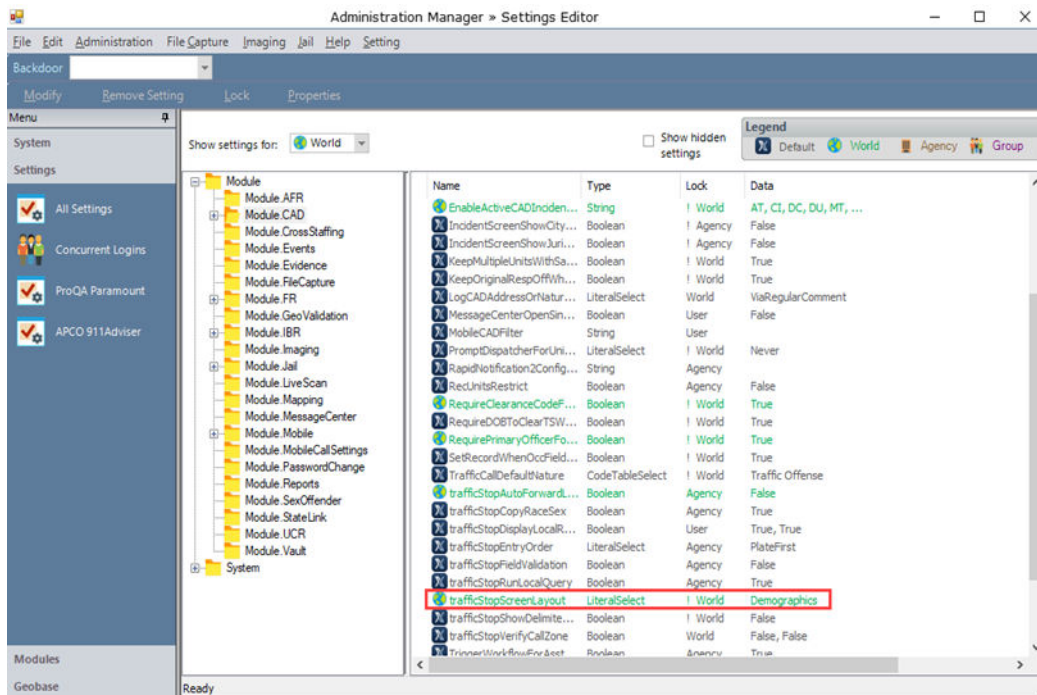 Administration Manager » Settings Editor
File Edit Administration File Capture Imaging Jail Help Setting
Backdoor
Modify Remove Setting Lock Properties
Menu
System
Settings
All Settings
Concurrent Logins
ProQA Paramount
APCO 911Adviser
Modules
Geobase
Show settings for: World
Show hidden
settings
Legend
Default World Agency Group
Module
Module.AFR
Module.CAD
Module.CrossStaffing
Module.Events
Module.Evidence
Module.FileCapture
Module.FR
Module.GeoValidation
Module.IBR
Module.Imaging
Module.Jail
Module.LiveScan
Module.Mapping
Module.MessageCenter
Module.Mobile
Module.MobileCallSettings
Module.PasswordChange
Module.Reports
Module.SexOffender
Module.StateLink
Module.UCR
Module.Vault
System
Name Type Lock Data
EnableActiveCADInciden... String ! World AT, CI, DC, DU, MT, ...
IncidentScreenShowCity... Boolean ! Agency False
IncidentScreenShowJuri... Boolean ! Agency False
KeepMultipleUnitsWithSa... Boolean ! World True
KeepOriginalRespOffWh... Boolean ! World True
LogCADAddressOrNatur... LiteralSelect World ViaRegularComment
MessageCenterOpenSin... Boolean User False
MobileCADFilter String User
PromptDispatcherForUni... LiteralSelect ! World Never
RapidNotification2Config... String Agency
RecUnitsRestrict Boolean Agency False
RequireClearanceCodeF... Boolean ! World True
RequireDOBToClearTSW... Boolean ! World True
RequirePrimaryOfficerFo... Boolean ! World True
SetRecordWhenOccField... Boolean ! World True
TrafficCallDefaultNature CodeTableSelect ! World Traffic Offense
trafficStopAutoForwardL... Boolean Agency False
trafficStopCopyRaceSex Boolean Agency True
trafficStopDisplayLocalR... Boolean User True, True
trafficStopEntryOrder LiteralSelect Agency PlateFirst
trafficStopFieldValidation Boolean Agency False
trafficStopRunLocalQuery Boolean Agency True
trafficStopScreenLayout LiteralSelect ! World Demographics
trafficStopShowDelimite... Boolean ! World False
trafficStopVerifyCallZone Boolean World False, False
TriggerWorkflowForAsst... Boolean Agency True
Ready